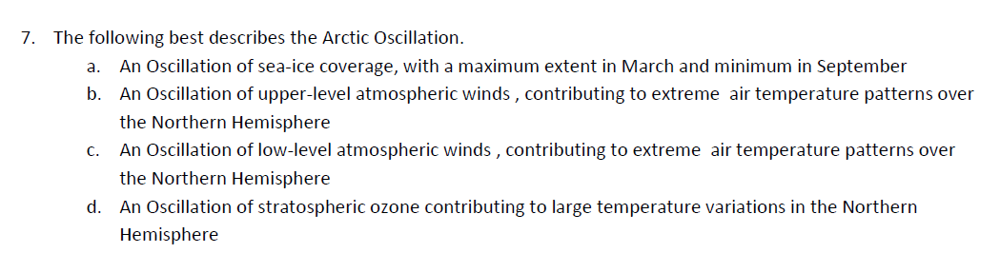 7. The following best describes the Arctic Oscillation.
a. An Oscillation of sea-ice coverage, with a maximum extent in March and minimum in September
b. An Oscillation of upper-level atmospheric winds , contributing to extreme  air temperature patterns over
the Northern Hemisphere
c. An Oscillation of low-level atmospheric winds , contributing to extreme  air temperature patterns over
the Northern Hemisphere
d. An Oscillation of stratospheric ozone contributing to large temperature variations in the Northern
Hemisphere